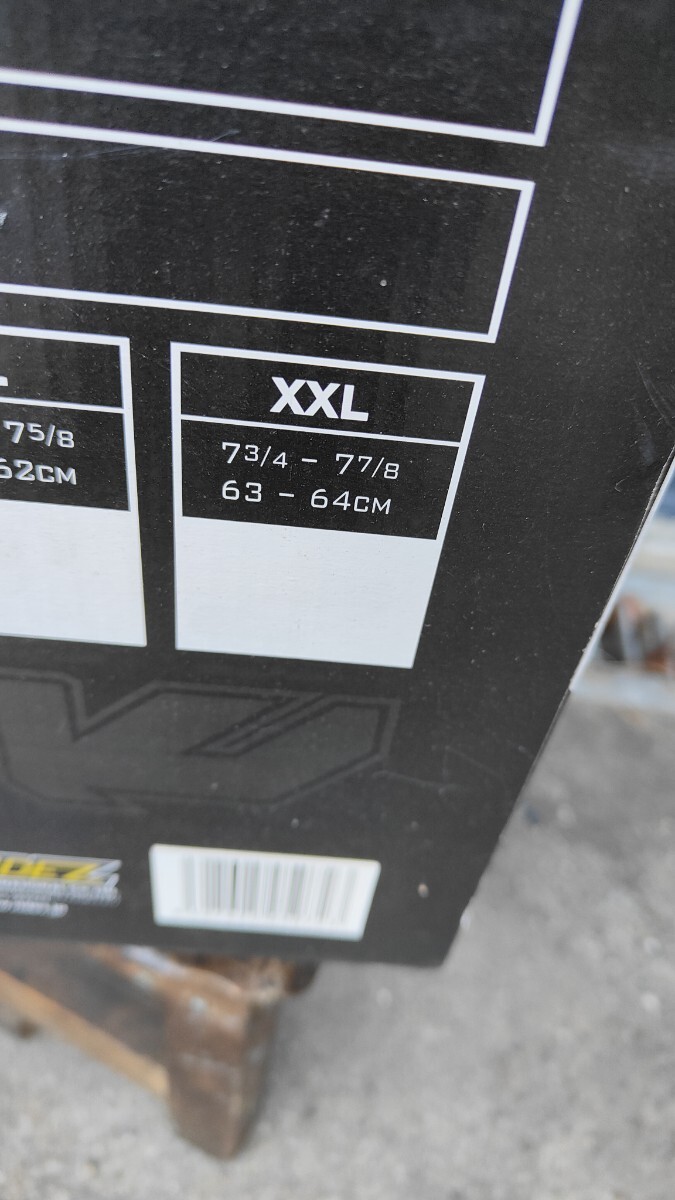 75/8
62CM
XXL
73/4 – 77/8
63 – 64CM